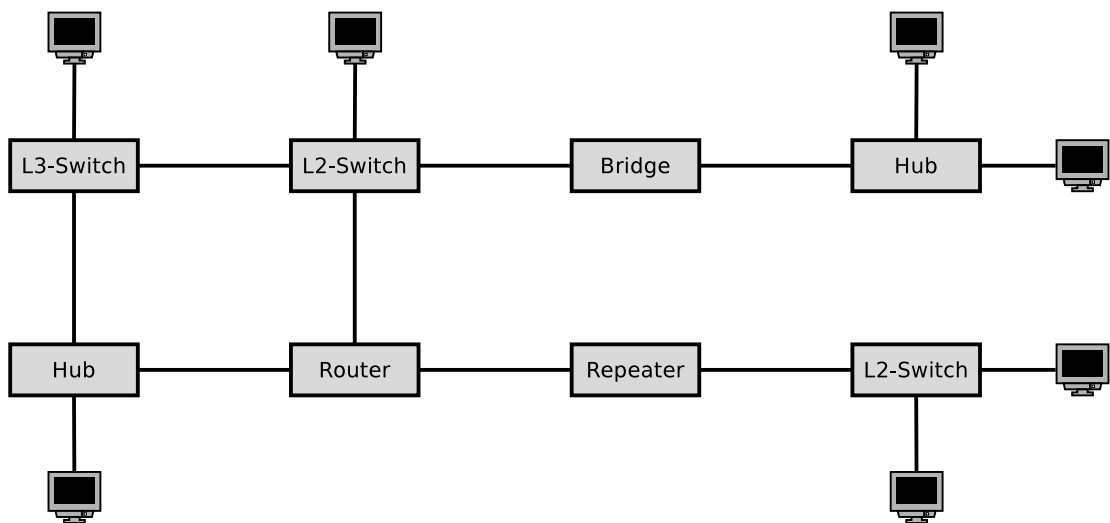 L3-Switch
L2-Switch
Bridge
Hub
Hub
Router
Repeater
L2-Switch